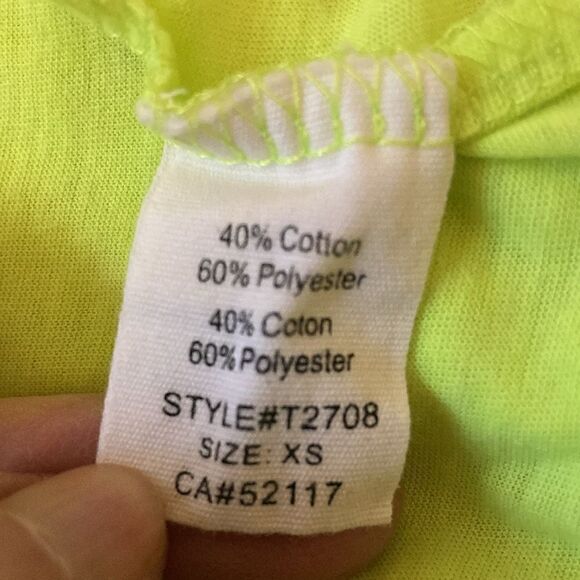 40% Cotton
60% Polyester
40% Coton
60%Polyester
STYLE#T2708
SIZE: XS
CA#52117